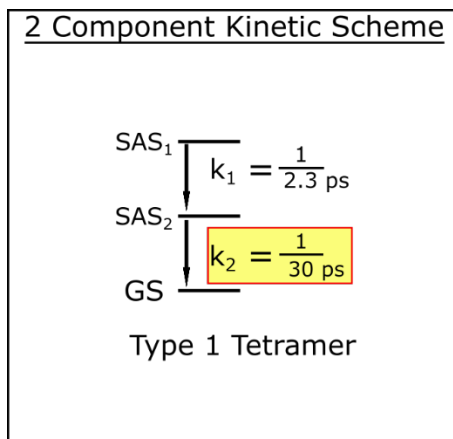 2 Component Kinetic Scheme
SAS₁
k₁ = 1/2.3 ps
SAS₂
k₂ = 1/30 ps
GS
Type 1 Tetramer